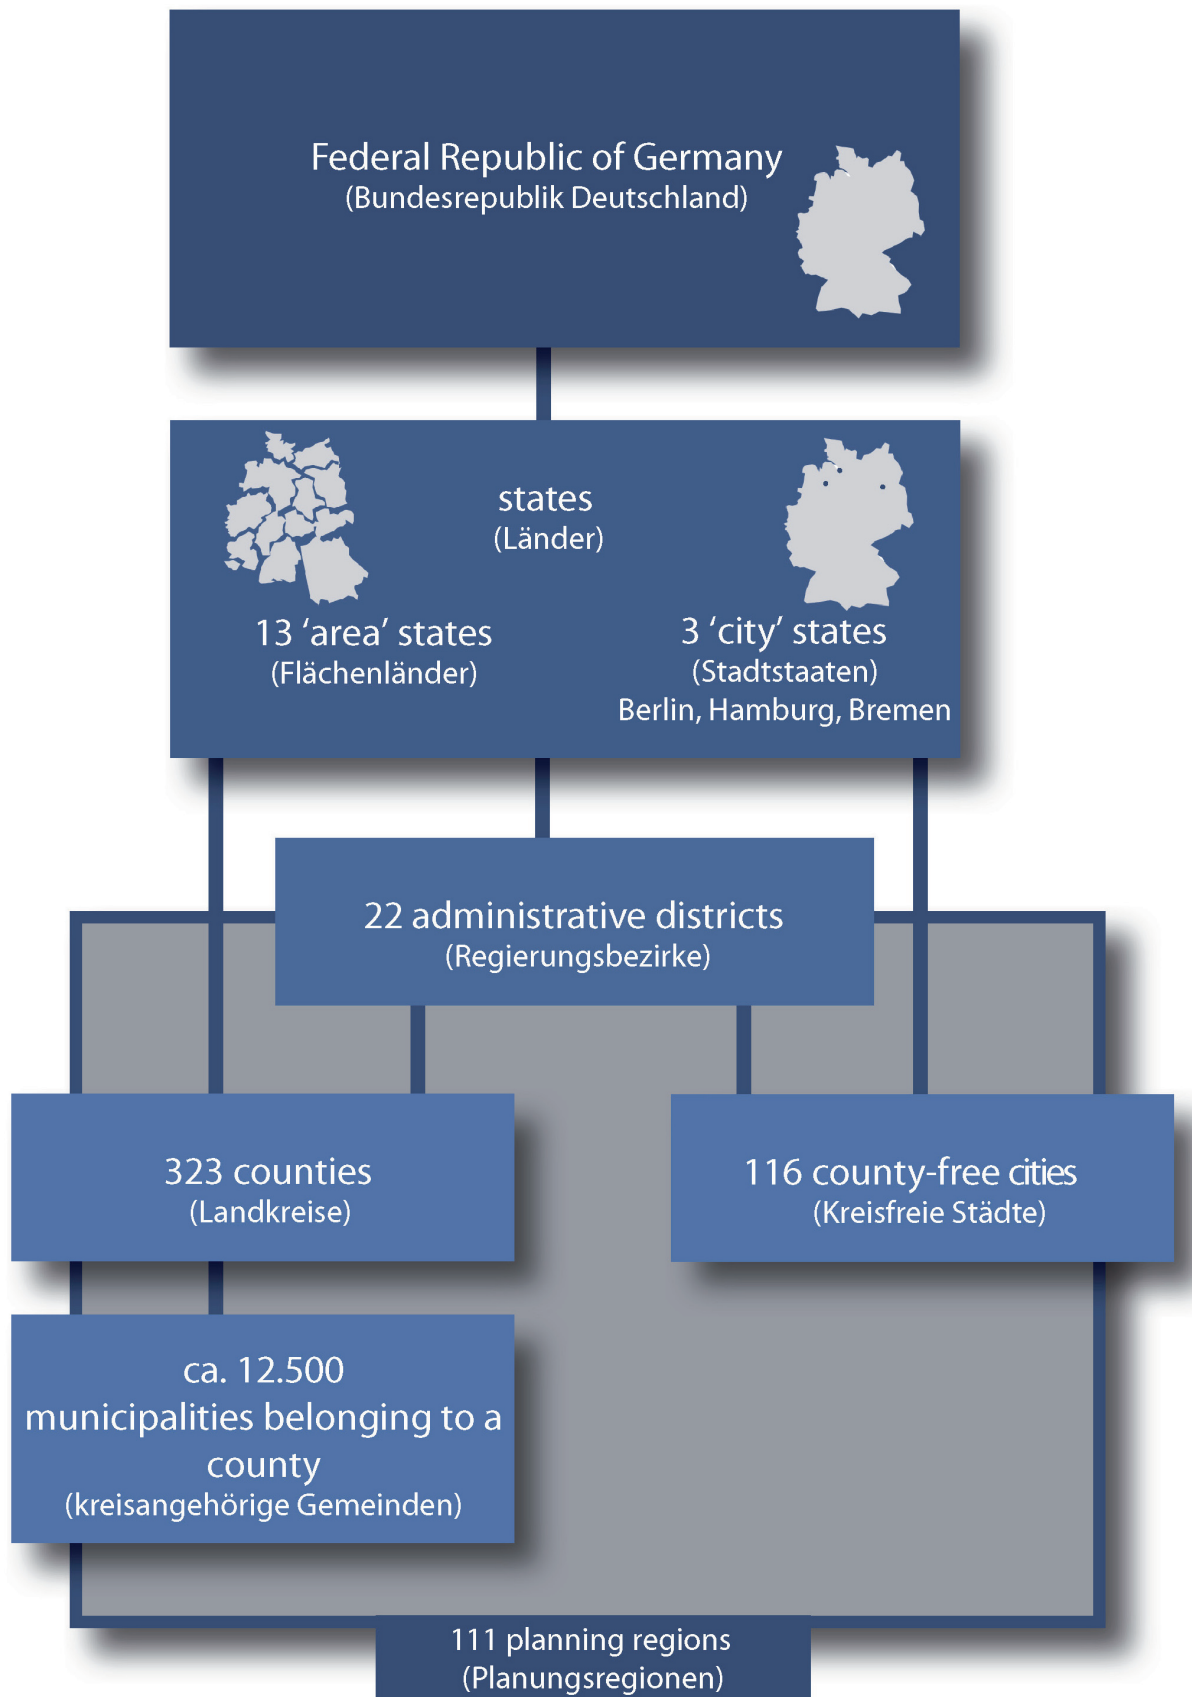 Federal Republic of Germany
(Bundesrepublik Deutschland)
states
(Länder)
13 ‘area’ states
(Flächenländer)
3 ‘city’ states
(Stadtstaaten)
Berlin, Hamburg, Bremen
22 administrative districts
(Regierungsbezirke)
323 counties
(Landkreise)
116 county-free cities
(Kreisfreie Städte)
ca. 12.500
municipalities belonging to a
county
(kreisangehörige Gemeinden)
111 planning regions
(Planungsregionen)